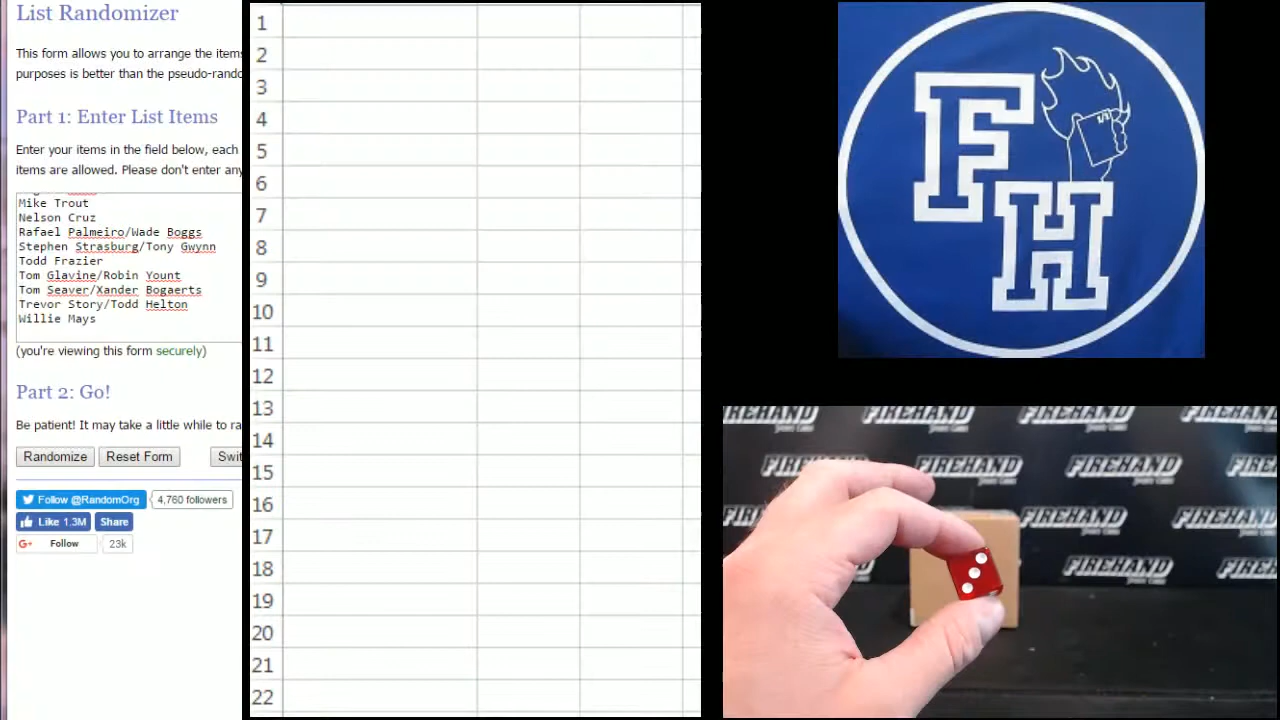 List Randomizer
This form allows you to arrange the items
purposes is better than the pseudo-rando
Part 1: Enter List Items
Enter your items in the field below, each
items are allowed. Please don't enter any
Mike Trout
Nelson Cruz
Rafael Palmeiro/Wade Boggs
Stephen Strasburg/Tony Gwynn
Todd Frazier
Tom Glavine/Robin Yount
Tom Seaver/Xander Bogaerts
Trevor Story/Todd Helton
Willie Mays
(you're viewing this form securely)
Part 2: Go!
Be patient! It may take a little while to ra
Randomize
Reset Form
Swit
Follow @RandomOrg
4,760 followers
Like 1.3M
Share
G+
Follow
23k
1
2
3
4
5
6
7
8
9
10
11
12
13
14
15
16
17
18
19
20
21
22
FH
1/1
FIREHAND
FIREHAND
FIREHAND
FIREHAND
FIREHAND
FIREHAND
FIREHAND
FIREHAND
FIREHAND